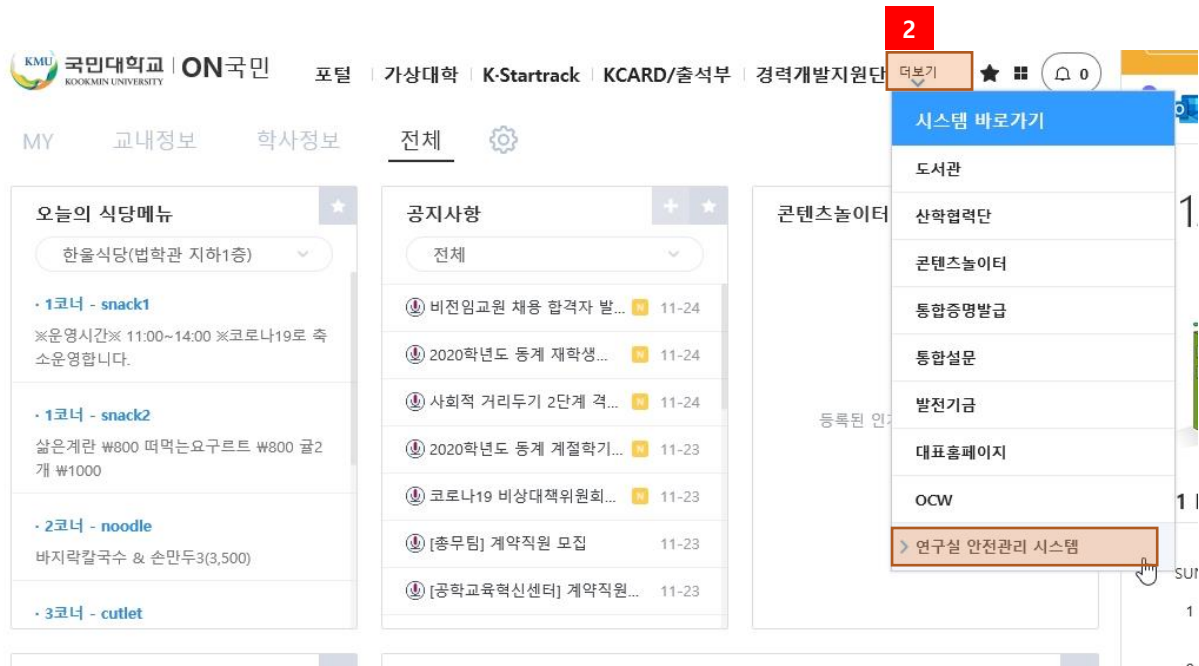 2
KMU 국민대학교 ON국민
KOOKMIN UNIVERSITY
포털 가상대학 K·Startrack KCARD/출석부 경력개발지원단 더보기 0
MY 교내정보 학사정보 전체
시스템 바로가기
도서관
산학협력단
콘텐츠놀이터
통합증명발급
통합설문
발전기금
대표홈페이지
OCW
연구실 안전관리 시스템
오늘의 식당메뉴
한울식당(법학관 지하1층)
· 1코너 - snack1
※운영시간※ 11:00~14:00 ※코로나19로 축
소운영합니다.
· 1코너 - snack2
삶은계란 ₩800 떠먹는요구르트 ₩800 귤2
개 ₩1000
· 2코너 - noodle
바지락칼국수 & 손만두3(3,500)
· 3코너 - cutlet
공지사항
전체
비전임교원 채용 합격자 발... N 11-24
2020학년도 동계 재학생... N 11-24
사회적 거리두기 2단계 격... N 11-24
2020학년도 동계 계절학기... N 11-23
코로나19 비상대책위원회... N 11-23
[총무팀] 계약직원 모집 11-23
[공학교육혁신센터] 계약직원... 11-23
콘텐츠놀이터
등록된 인
SUN
1